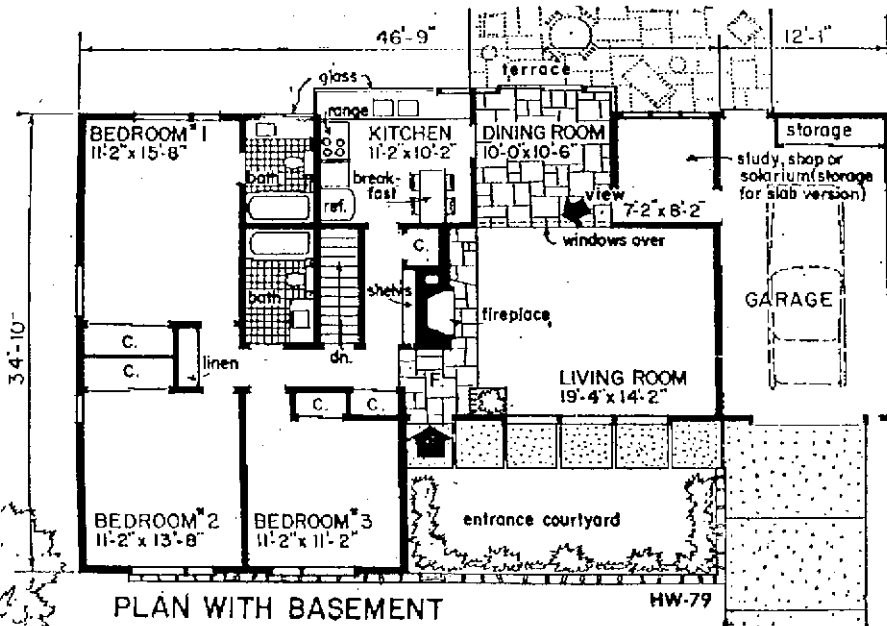 46'-9"
12'-1"
glass
terrace
range
BEDROOM #1
11'-2" x 15'-8"
KITCHEN
11'-2" x 10'-2"
DINING ROOM
10'-0" x 10'-6"
storage
study, shop or
solarium (storage
for slab version)
bath
break-
fast
ref.
view
7'-2" x 8'-2"
windows over
C.
bath
shelvs
fireplace
GARAGE
34'-10"
C.
C.
linen
dn.
F.
LIVING ROOM
19'-4" x 14'-2"
C.
C.
BEDROOM #2
11'-2" x 13'-8"
BEDROOM #3
11'-2" x 11'-2"
entrance courtyard
PLAN WITH BASEMENT
HW-79